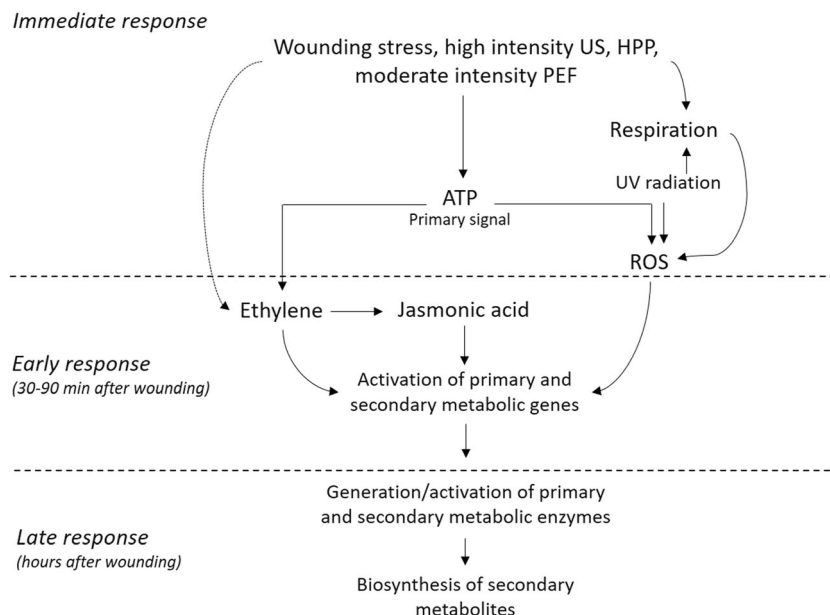 Immediate response
Wounding stress, high intensity US, HPP,
moderate intensity PEF
Respiration
UV radiation
ATP
Primary signal
ROS
Ethylene
Jasmonic acid
Early response
(30-90 min after wounding)
Activation of primary and
secondary metabolic genes
Generation/activation of primary
and secondary metabolic enzymes
Late response
(hours after wounding)
Biosynthesis of secondary
metabolites